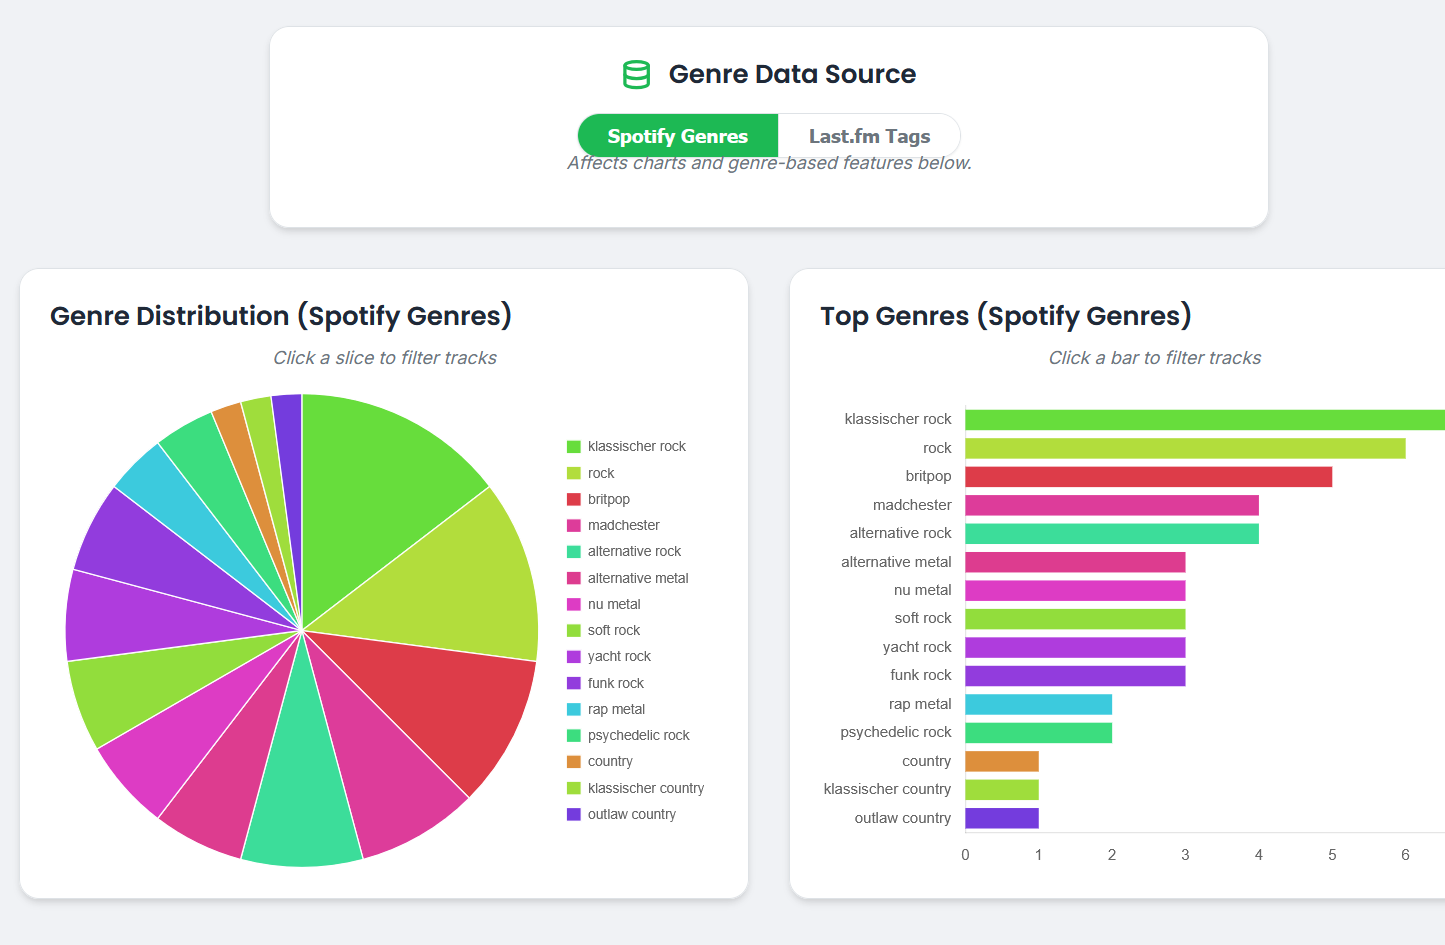 Genre Data Source
Spotify Genres
Last.fm Tags
Affects charts and genre-based features below.
Genre Distribution (Spotify Genres)
Click a slice to filter tracks
klassischer rock
rock
britpop
madchester
alternative rock
alternative metal
nu metal
soft rock
yacht rock
funk rock
rap metal
psychedelic rock
country
klassischer country
outlaw country
Top Genres (Spotify Genres)
Click a bar to filter tracks
klassischer rock
rock
britpop
madchester
alternative rock
alternative metal
nu metal
soft rock
yacht rock
funk rock
rap metal
psychedelic rock
country
klassischer country
outlaw country
0 1 2 3 4 5 6